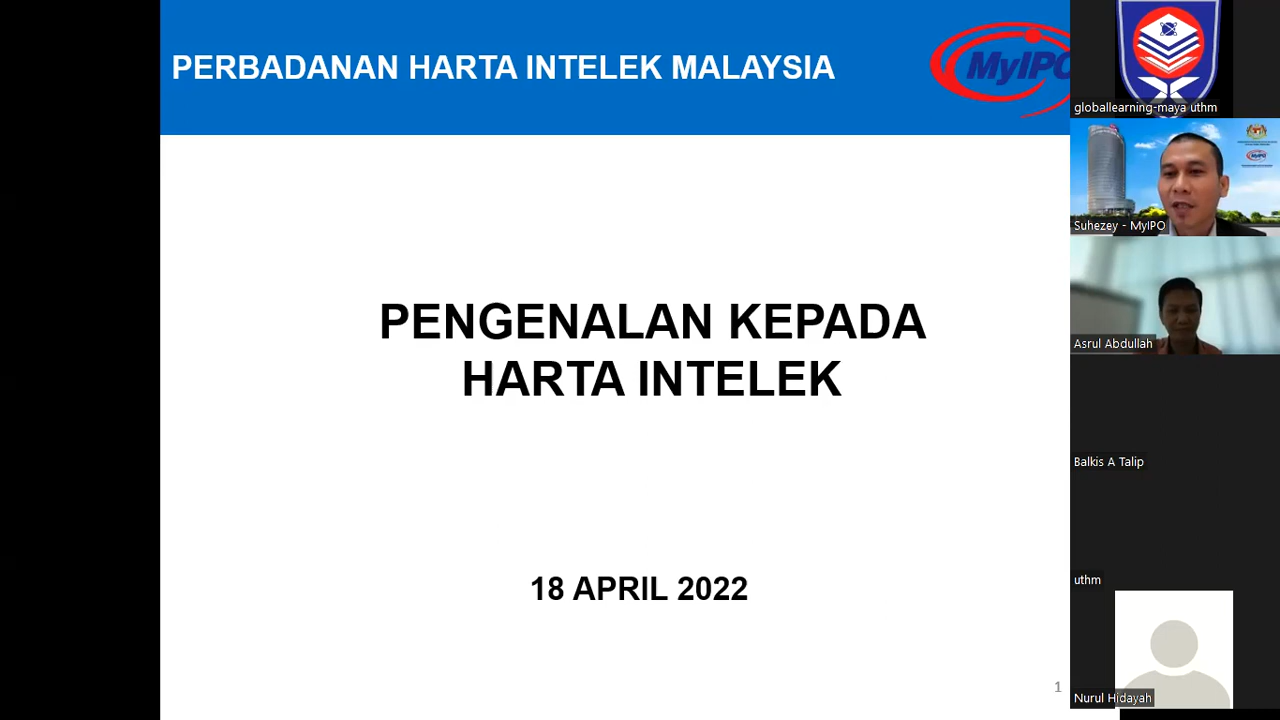 PERBADANAN HARTA INTELEK MALAYSIA
MyIPO
PENGENALAN KEPADA
HARTA INTELEK
18 APRIL 2022
1
globallearning-maya uthm
MyIPO
Suhezey - MyIPO
Asrul Abdullah
Balkis A Talip
uthm
Nurul Hidayah